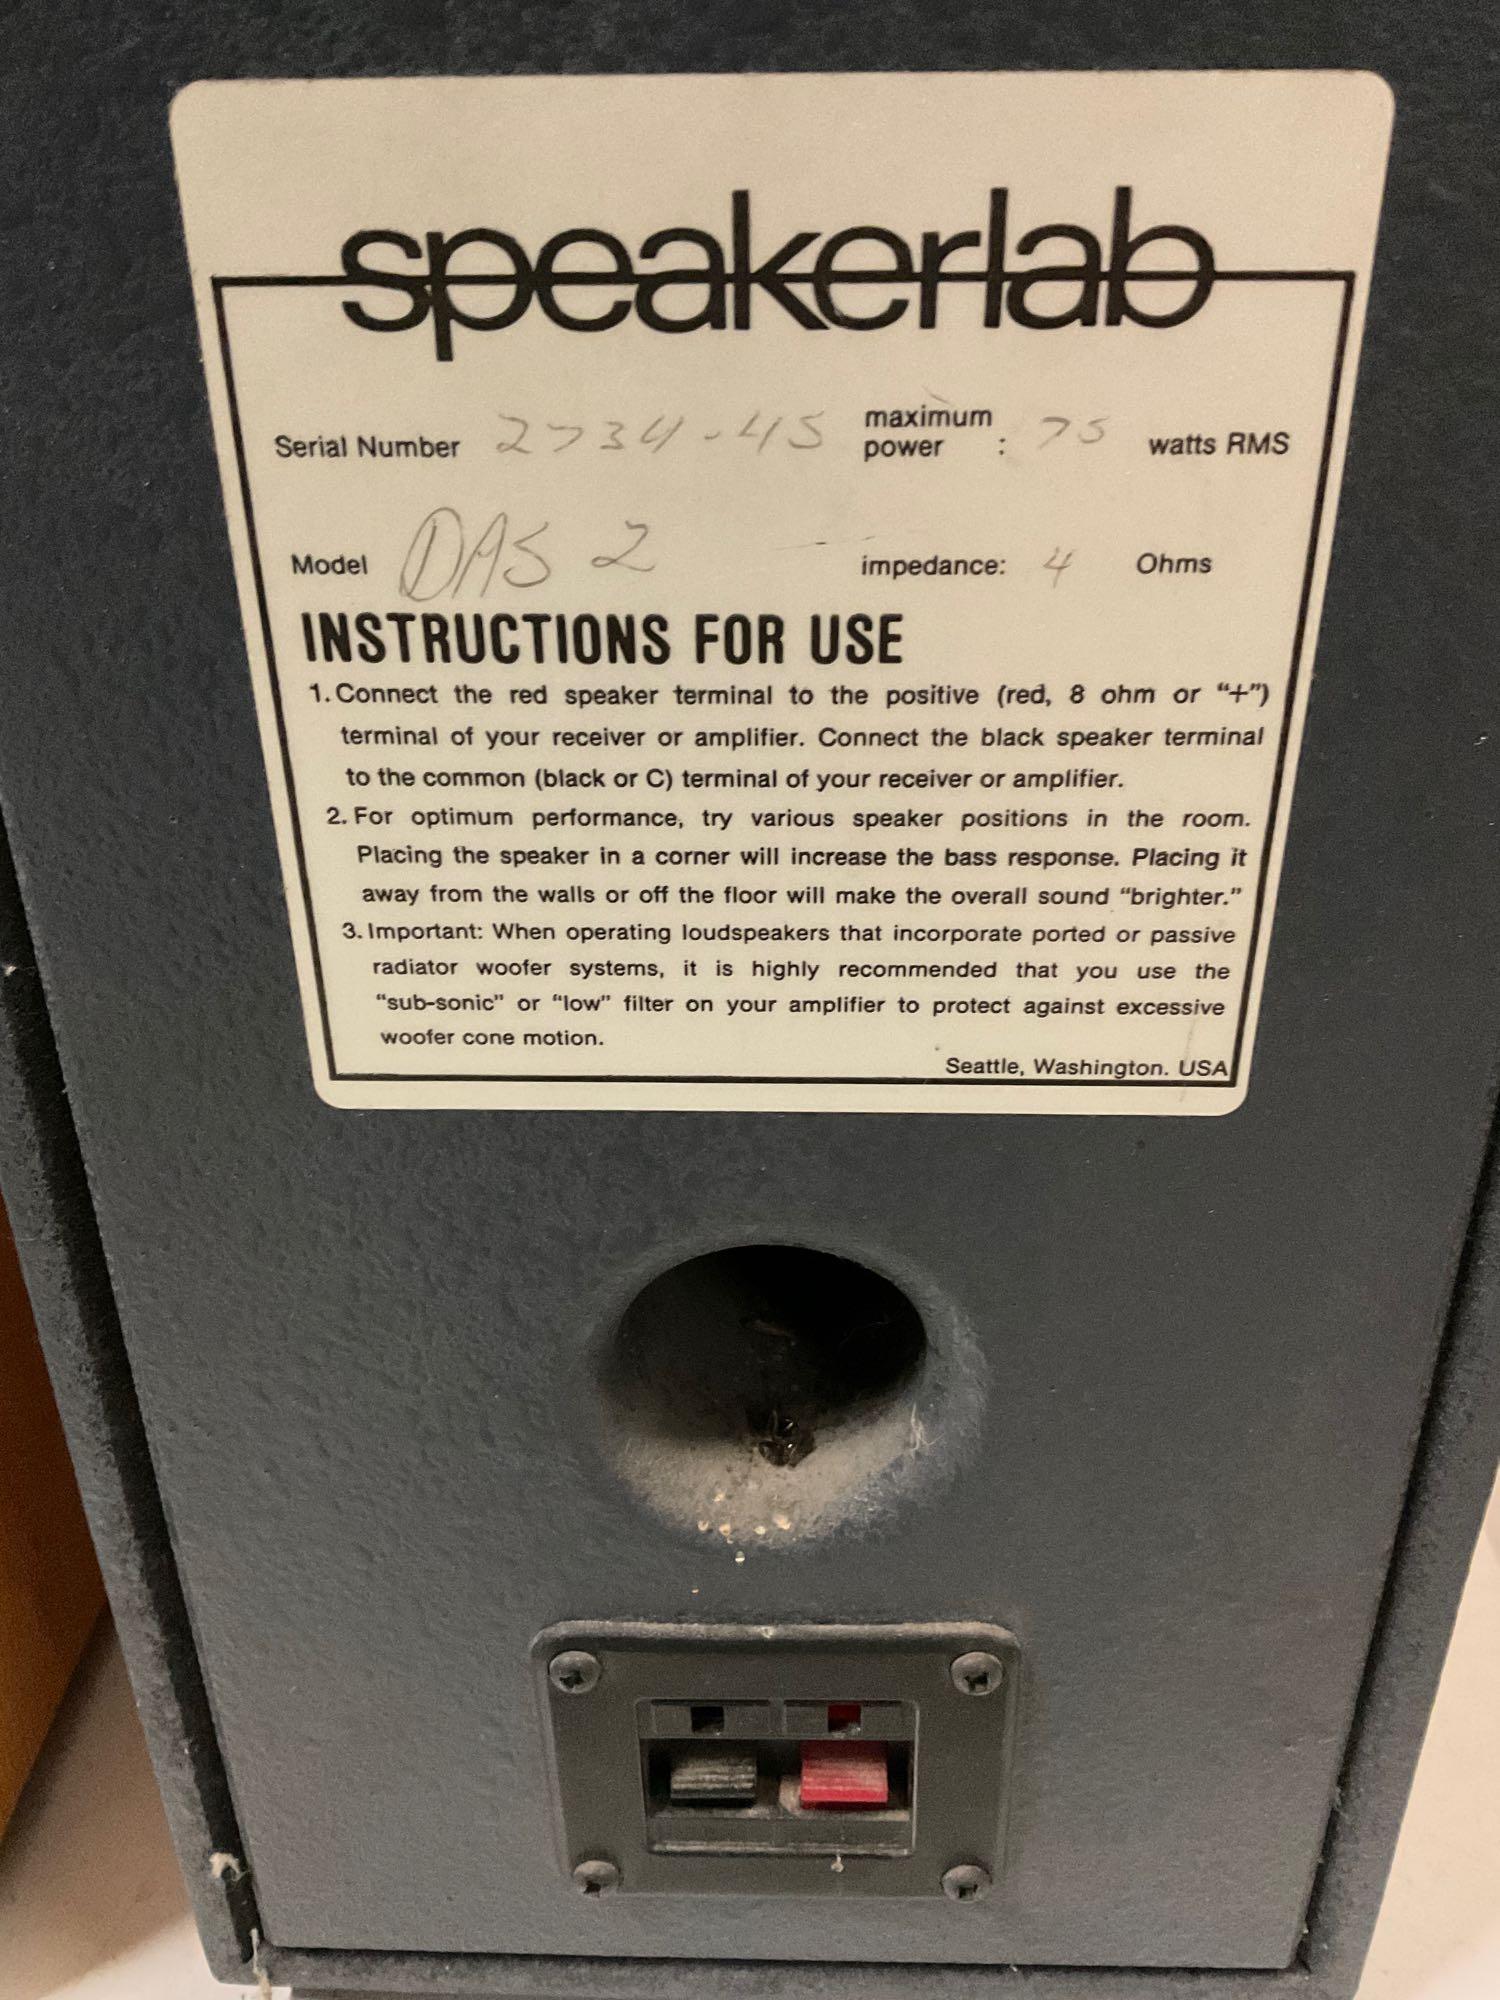 speakerlab
Serial Number 2734-45 maximum power : 75 watts RMS
Model DAS 2 impedance: 4 Ohms
INSTRUCTIONS FOR USE
1. Connect the red speaker terminal to the positive (red, 8 ohm or “+”)
terminal of your receiver or amplifier. Connect the black speaker terminal
to the common (black or C) terminal of your receiver or amplifier.
2. For optimum performance, try various speaker positions in the room.
Placing the speaker in a corner will increase the bass response. Placing it
away from the walls or off the floor will make the overall sound “brighter.”
3. Important: When operating loudspeakers that incorporate ported or passive
radiator woofer systems, it is highly recommended that you use the
“sub-sonic” or “low” filter on your amplifier to protect against excessive
woofer cone motion.
Seattle, Washington. USA